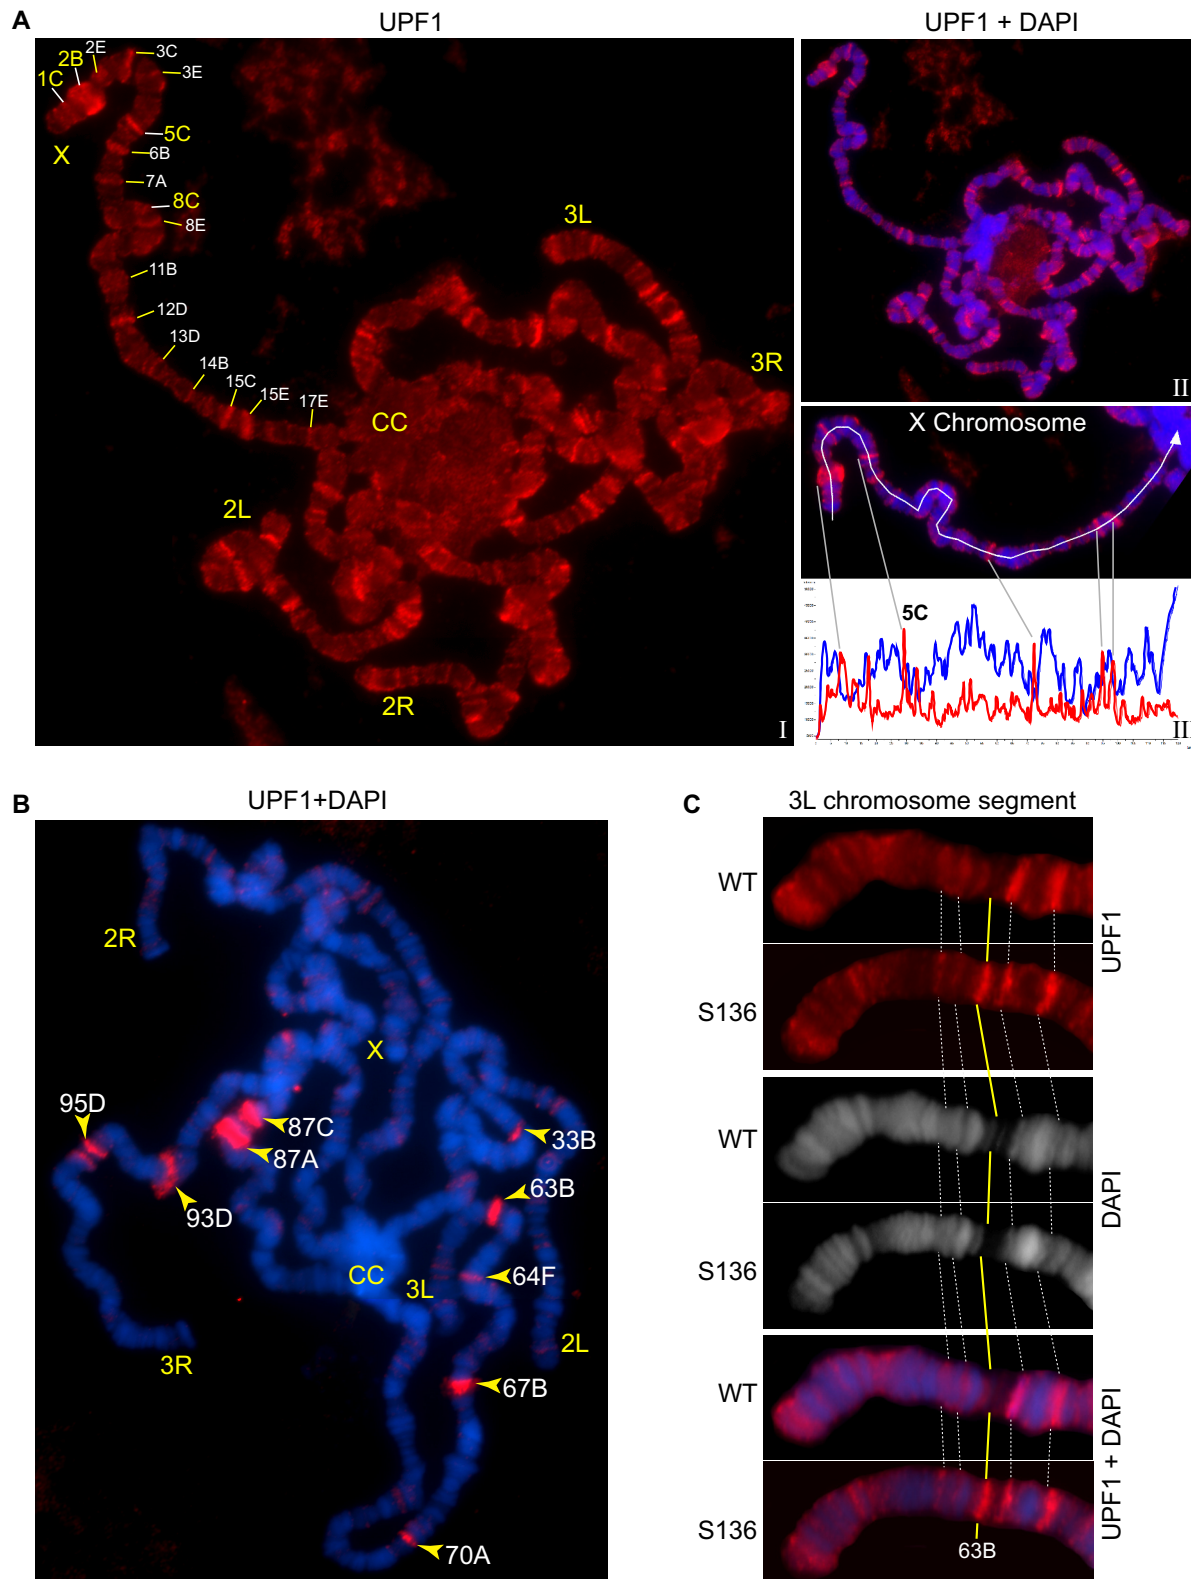 A
UPF1
UPF1 + DAPI
2E
3C
2B
3E
1C
5C
X
6B
7A
8C
8E
3L
11B
12D
13D
14B
15C
15E
17E
3R
CC
2L
2R
I
II
X Chromosome
5C
III
B
UPF1+DAPI
2R
X
95D
87C
87A
33B
63B
93D
64F
CC
3L
2L
3R
67B
70A
C
3L chromosome segment
WT
S136
UPF1
WT
S136
DAPI
WT
S136
UPF1 + DAPI
63B